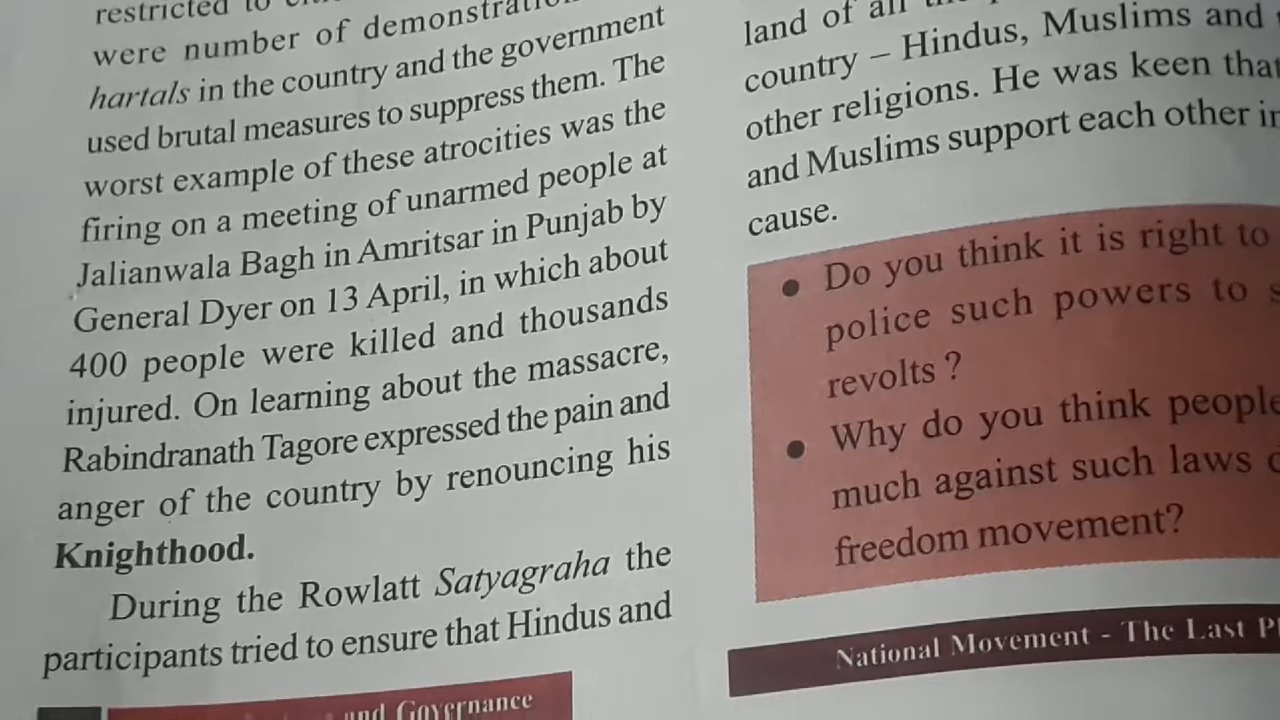 restricted to
were number of demonstrations
hartals in the country and the government
used brutal measures to suppress them. The
worst example of these atrocities was the
firing on a meeting of unarmed people at
Jalianwala Bagh in Amritsar in Punjab by
General Dyer on 13 April, in which about
400 people were killed and thousands
injured. On learning about the massacre,
Rabindranath Tagore expressed the pain and
anger of the country by renouncing his
Knighthood.
During the Rowlatt Satyagraha the
participants tried to ensure that Hindus and
and Governance
land of all
country – Hindus, Muslims and
other religions. He was keen that
and Muslims support each other in
cause.
● Do you think it is right to
police such powers to
revolts ?
● Why do you think people
much against such laws
freedom movement?
National Movement - The Last